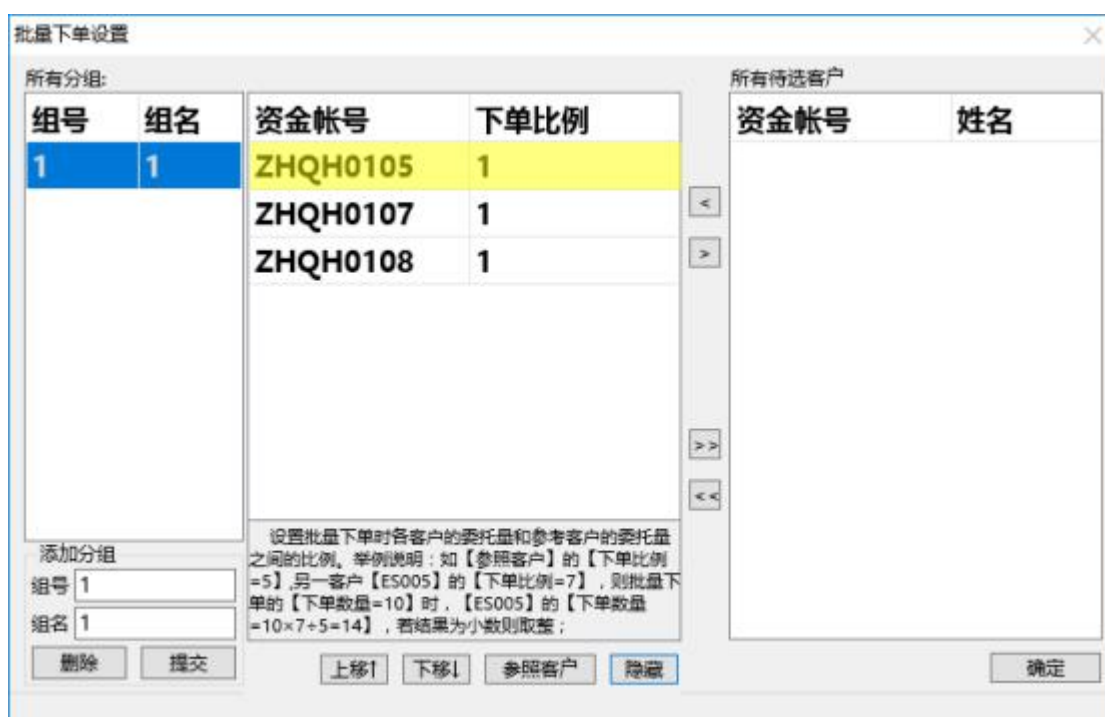 批量下单设置
所有分组:
所有待选客户
组号 组名
资金帐号 下单比例
资金帐号 姓名
1 1
ZHQH0105 1
ZHQH0107 1
ZHQH0108 1
<
>
>>
<<
设置批量下单时各客户的委托量和参考客户的委托量
之间的比例。举例说明:如【参照客户】的【下单比例
=5】,另一客户【ES005】的【下单比例=7】,则批量下
单的【下单数量=10】时,【ES005】的【下单数量
=10×7÷5=14】,若结果为小数则取整;
添加分组
组号 1
组名 1
删除 提交
上移↑ 下移↓ 参照客户 隐藏
确定